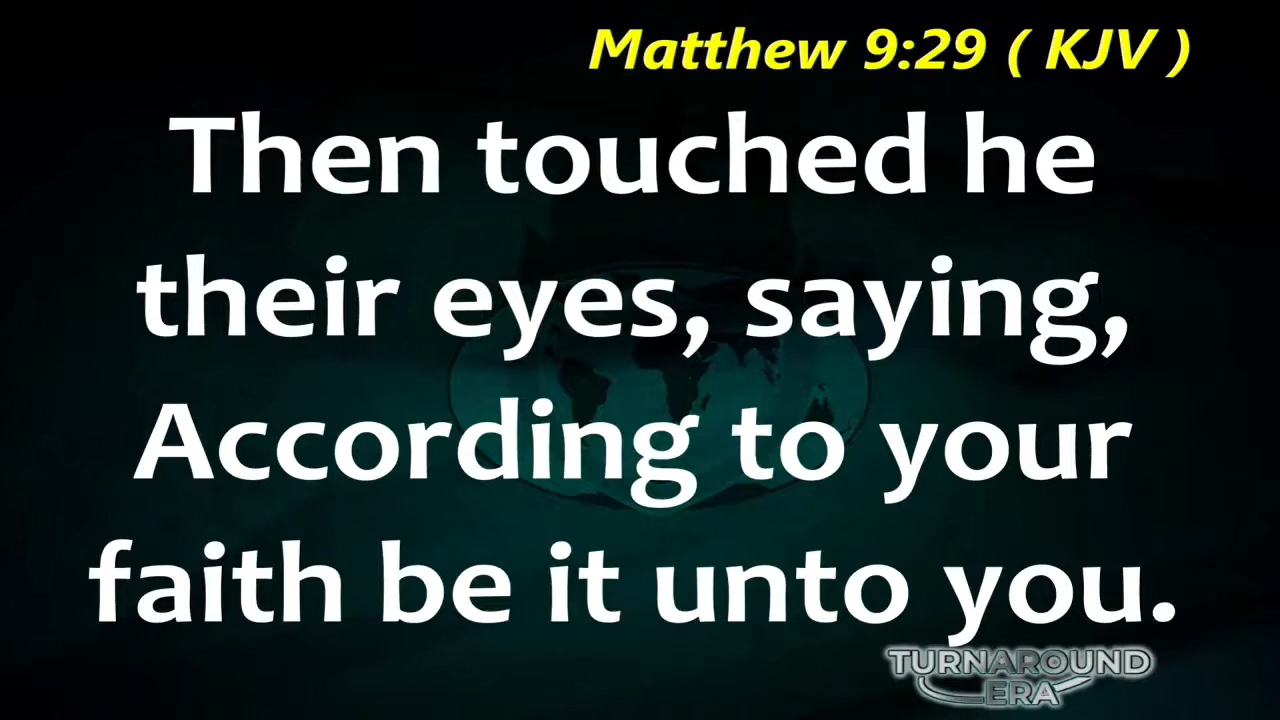 Matthew 9:29 ( KJV )
Then touched he
their eyes, saying,
According to your
faith be it unto you.
TURNAROUND
ERA